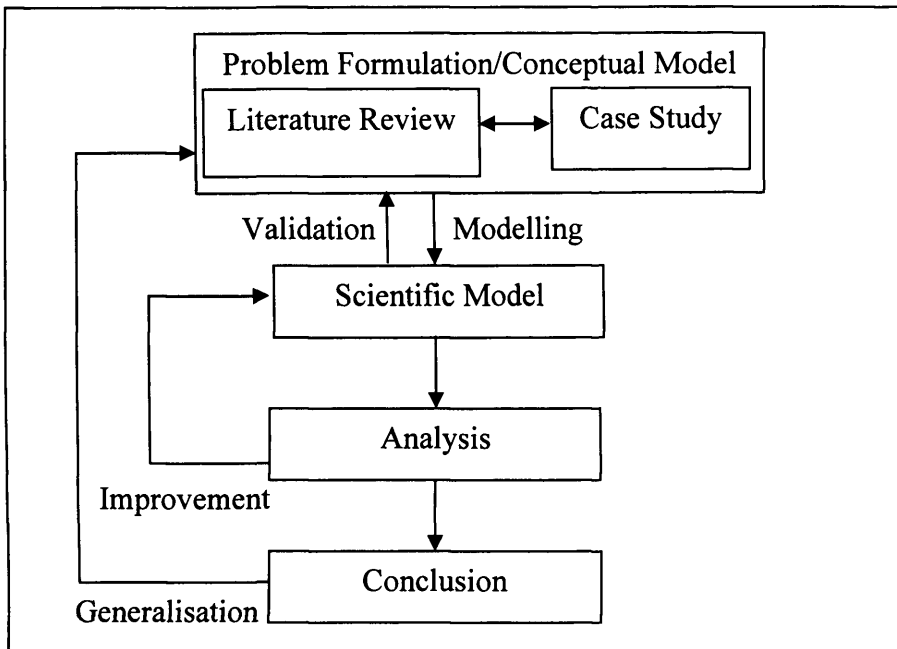 Problem Formulation/Conceptual Model
Literature Review
Case Study
Validation
Modelling
Scientific Model
Analysis
Improvement
Conclusion
Generalisation